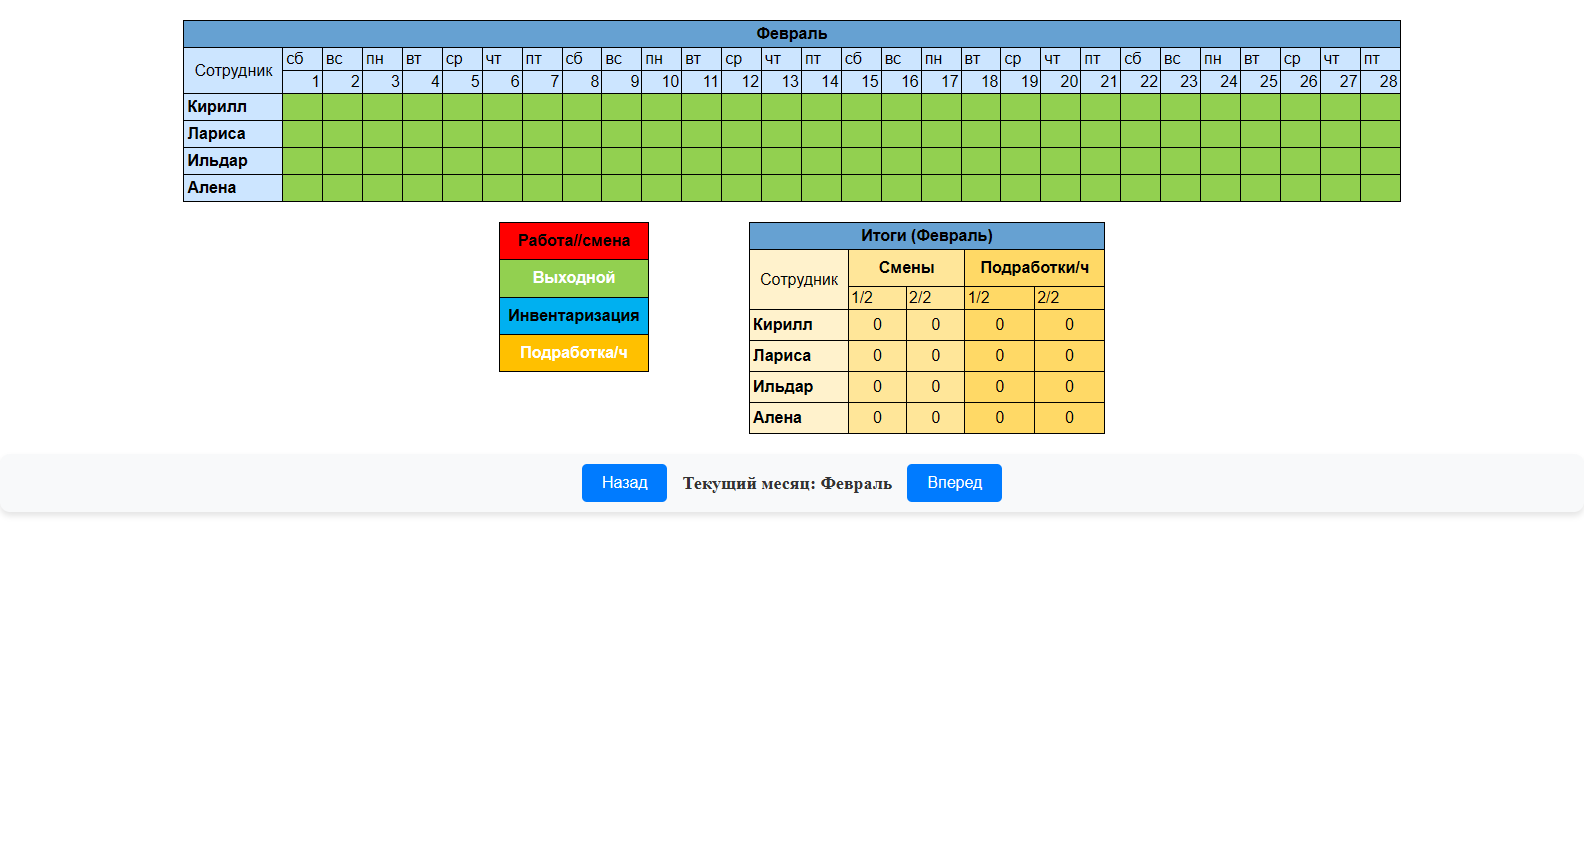 Февраль
Сотрудник сб вс пн вт ср чт пт сб вс пн вт ср чт пт сб вс пн вт ср чт пт сб вс пн вт ср чт пт
1 2 3 4 5 6 7 8 9 10 11 12 13 14 15 16 17 18 19 20 21 22 23 24 25 26 27 28
Кирилл
Лариса
Ильдар
Алена
Работа//смена
Выходной
Инвентаризация
Подработка/ч
Итоги (Февраль)
Сотрудник Смены Подработки/ч
1/2 2/2 1/2 2/2
Кирилл 0 0 0 0
Лариса 0 0 0 0
Ильдар 0 0 0 0
Алена 0 0 0 0
Назад Текущий месяц: Февраль Вперед